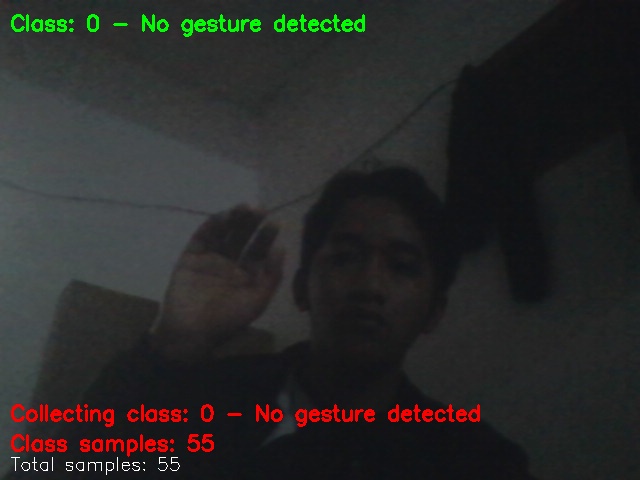 Class: 0 - No gesture detected
Collecting class: 0 - No gesture detected
Class samples: 55
Total samples: 55